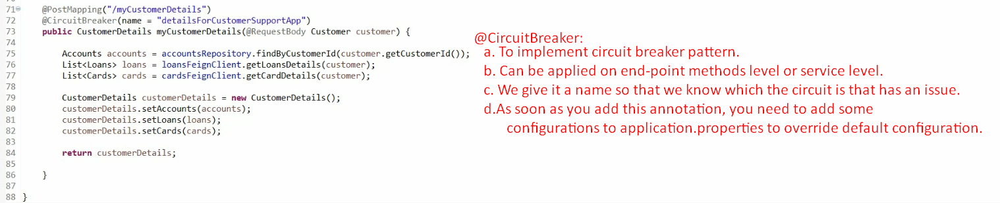 71 @PostMapping("/myCustomerDetails")
72 @CircuitBreaker(name = "detailsForCustomerSupportApp")
73 public CustomerDetails myCustomerDetails(@RequestBody Customer customer) {
74
75 Accounts accounts = accountsRepository.findByCustomerId(customer.getCustomerId());
76 List<Loans> loans = loansFeignClient.getLoansDetails(customer);
77 List<Cards> cards = cardsFeignClient.getCardDetails(customer);
78
79 CustomerDetails customerDetails = new CustomerDetails();
80 customerDetails.setAccounts(accounts);
81 customerDetails.setLoans(loans);
82 customerDetails.setCards(cards);
83
84 return customerDetails;
85
86 }
87
88 }
@CircuitBreaker:
a. To implement circuit breaker pattern.
b. Can be applied on end-point methods level or service level.
c. We give it a name so that we know which the circuit is that has an issue.
d.As soon as you add this annotation, you need to add some
configurations to application.properties to override default configuration.